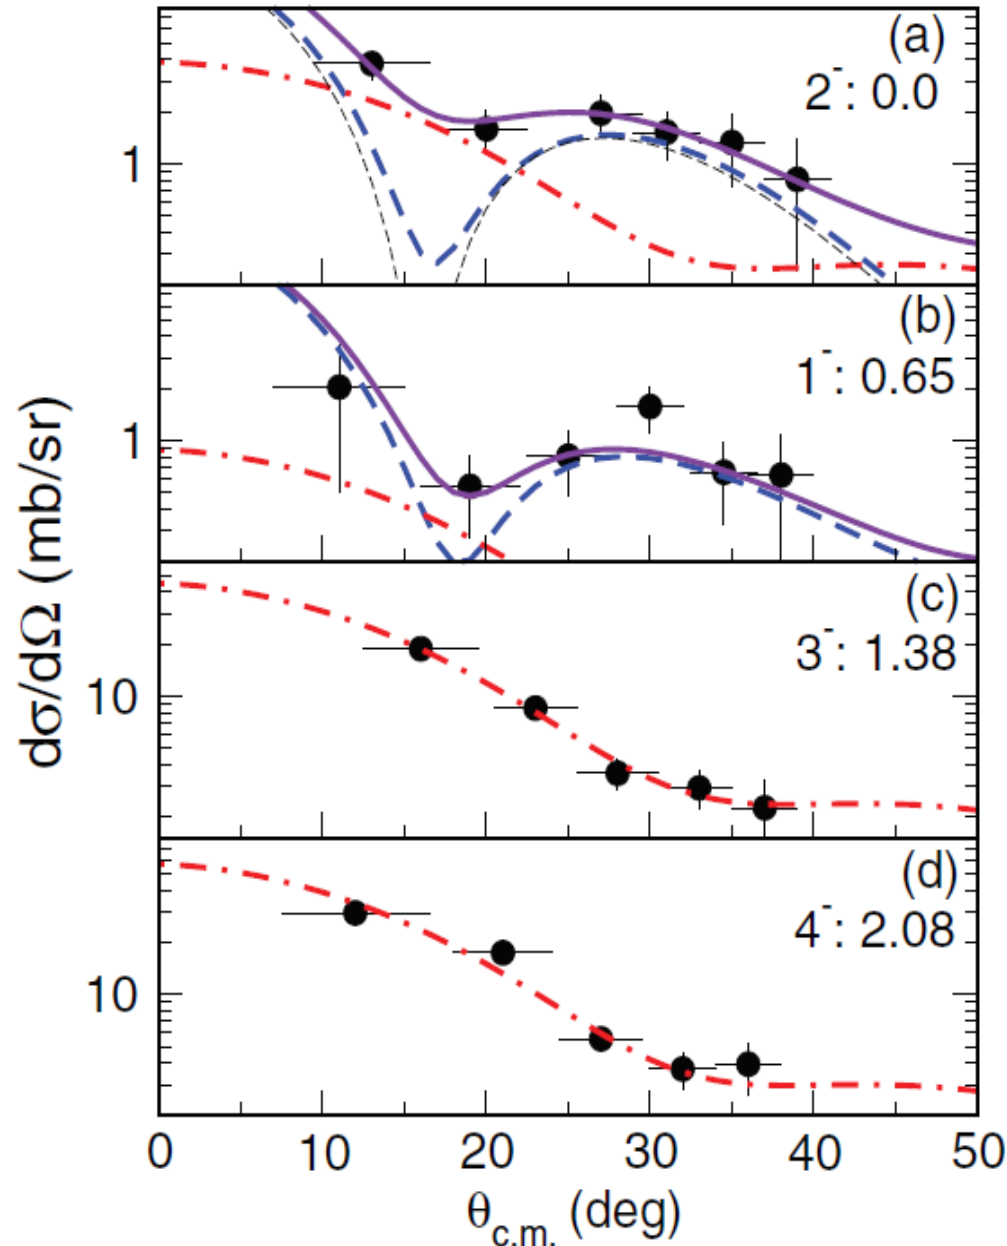 (a)
2⁻: 0.0
1
(b)
1⁻: 0.65
1
(c)
3⁻: 1.38
10
(d)
4⁻: 2.08
10
dσ/dΩ (mb/sr)
0 10 20 30 40 50
θc.m. (deg)